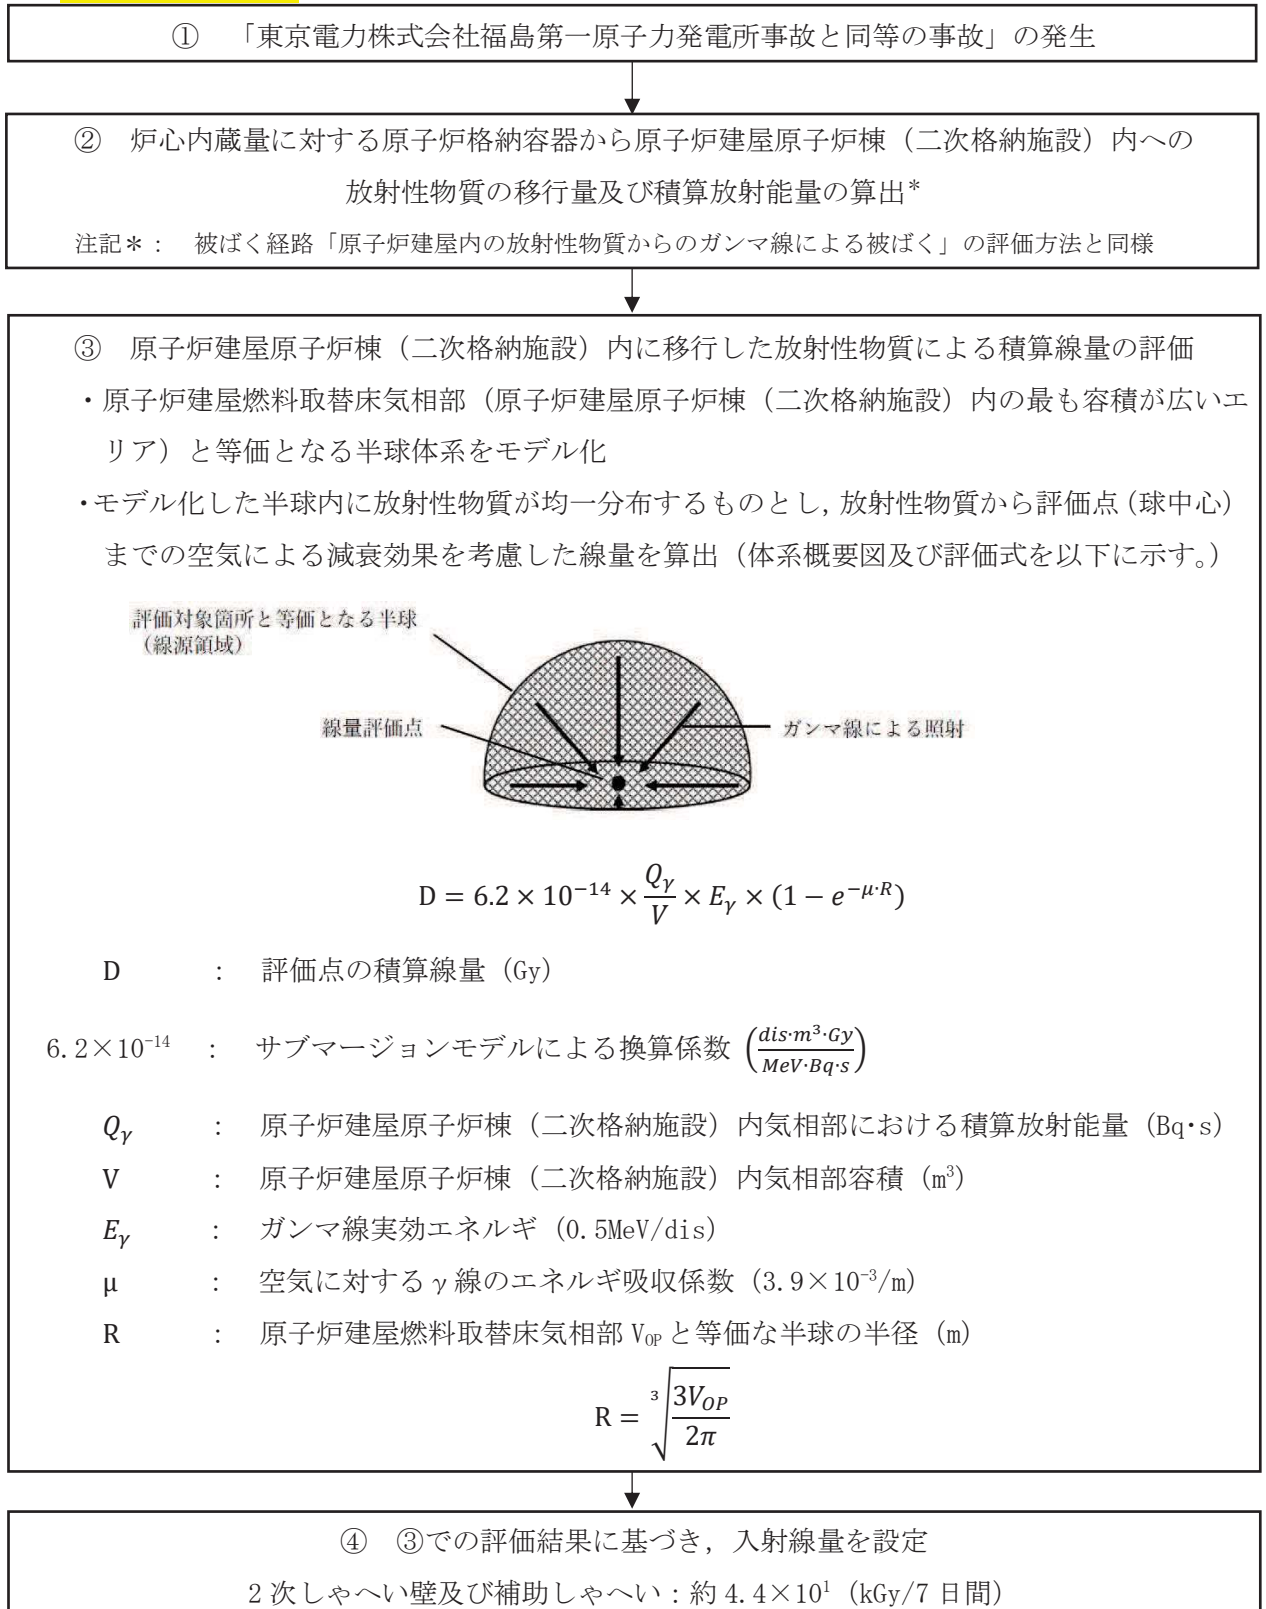 ① 「東京電力株式会社福島第一原子力発電所事故と同等の事故」の発生
② 炉心内蔵量に対する原子炉格納容器から原子炉建屋原子炉棟（二次格納施設）内への
放射性物質の移行量及び積算放射能量の算出*
注記＊： 被ばく経路「原子炉建屋内の放射性物質からのガンマ線による被ばく」の評価方法と同様
③ 原子炉建屋原子炉棟（二次格納施設）内に移行した放射性物質による積算線量の評価
・原子炉建屋燃料取替床気相部（原子炉建屋原子炉棟（二次格納施設）内の最も容積が広いエ
リア）と等価となる半球体系をモデル化
・モデル化した半球内に放射性物質が均一分布するものとし，放射性物質から評価点（球中心）
までの空気による減衰効果を考慮した線量を算出（体系概要図及び評価式を以下に示す。）
評価対象箇所と等価となる半球
（線源領域）
線量評価点
ガンマ線による照射
D = 6.2 × 10⁻¹⁴ × Q_γ/V × E_γ × (1 − e^{−μ·R})
D ： 評価点の積算線量（Gy）
6.2×10⁻¹⁴ ： サブマージョンモデルによる換算係数 (dis·m³·Gy/MeV·Bq·s)
Q_γ ： 原子炉建屋原子炉棟（二次格納施設）内気相部における積算放射能量（Bq･s）
V ： 原子炉建屋原子炉棟（二次格納施設）内気相部容積（m³）
E_γ ： ガンマ線実効エネルギ（0.5MeV/dis）
μ ： 空気に対するγ線のエネルギ吸収係数（3.9×10⁻³/m）
R ： 原子炉建屋燃料取替床気相部 V_OP と等価な半球の半径（m）
R = ³√(3V_OP/2π)
④ ③での評価結果に基づき，入射線量を設定
2次しゃへい壁及び補助しゃへい：約 4.4×10¹（kGy/7日間）